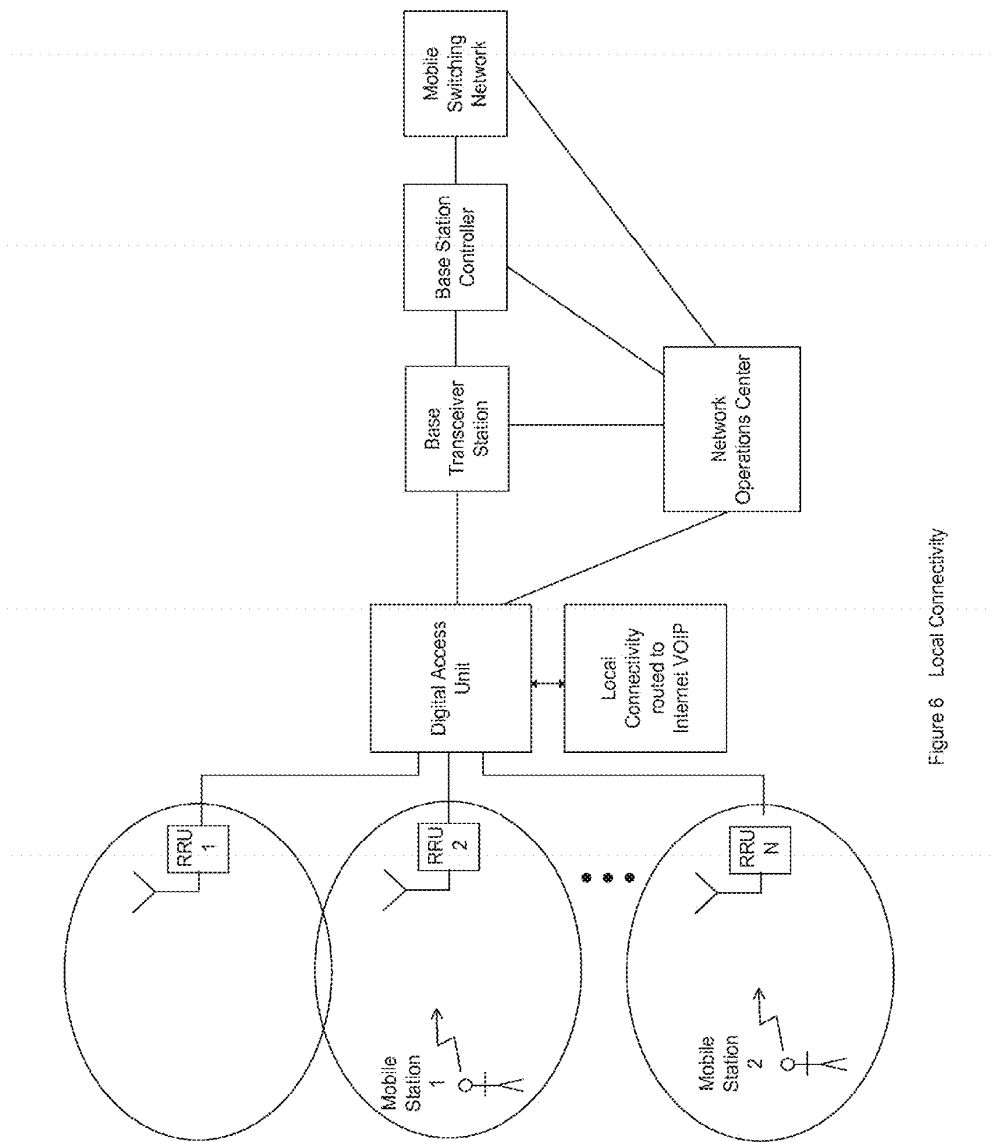 RRU
1
RRU
2
RRU
N
Mobile
Station
1
Mobile
Station
2
Digital Access
Unit
Local
Connectivity
routed to
Internet VOIP
Base
Transceiver
Station
Base Station
Controller
Mobile
Switching
Network
Network
Operations Center
Figure 6 Local Connectivity